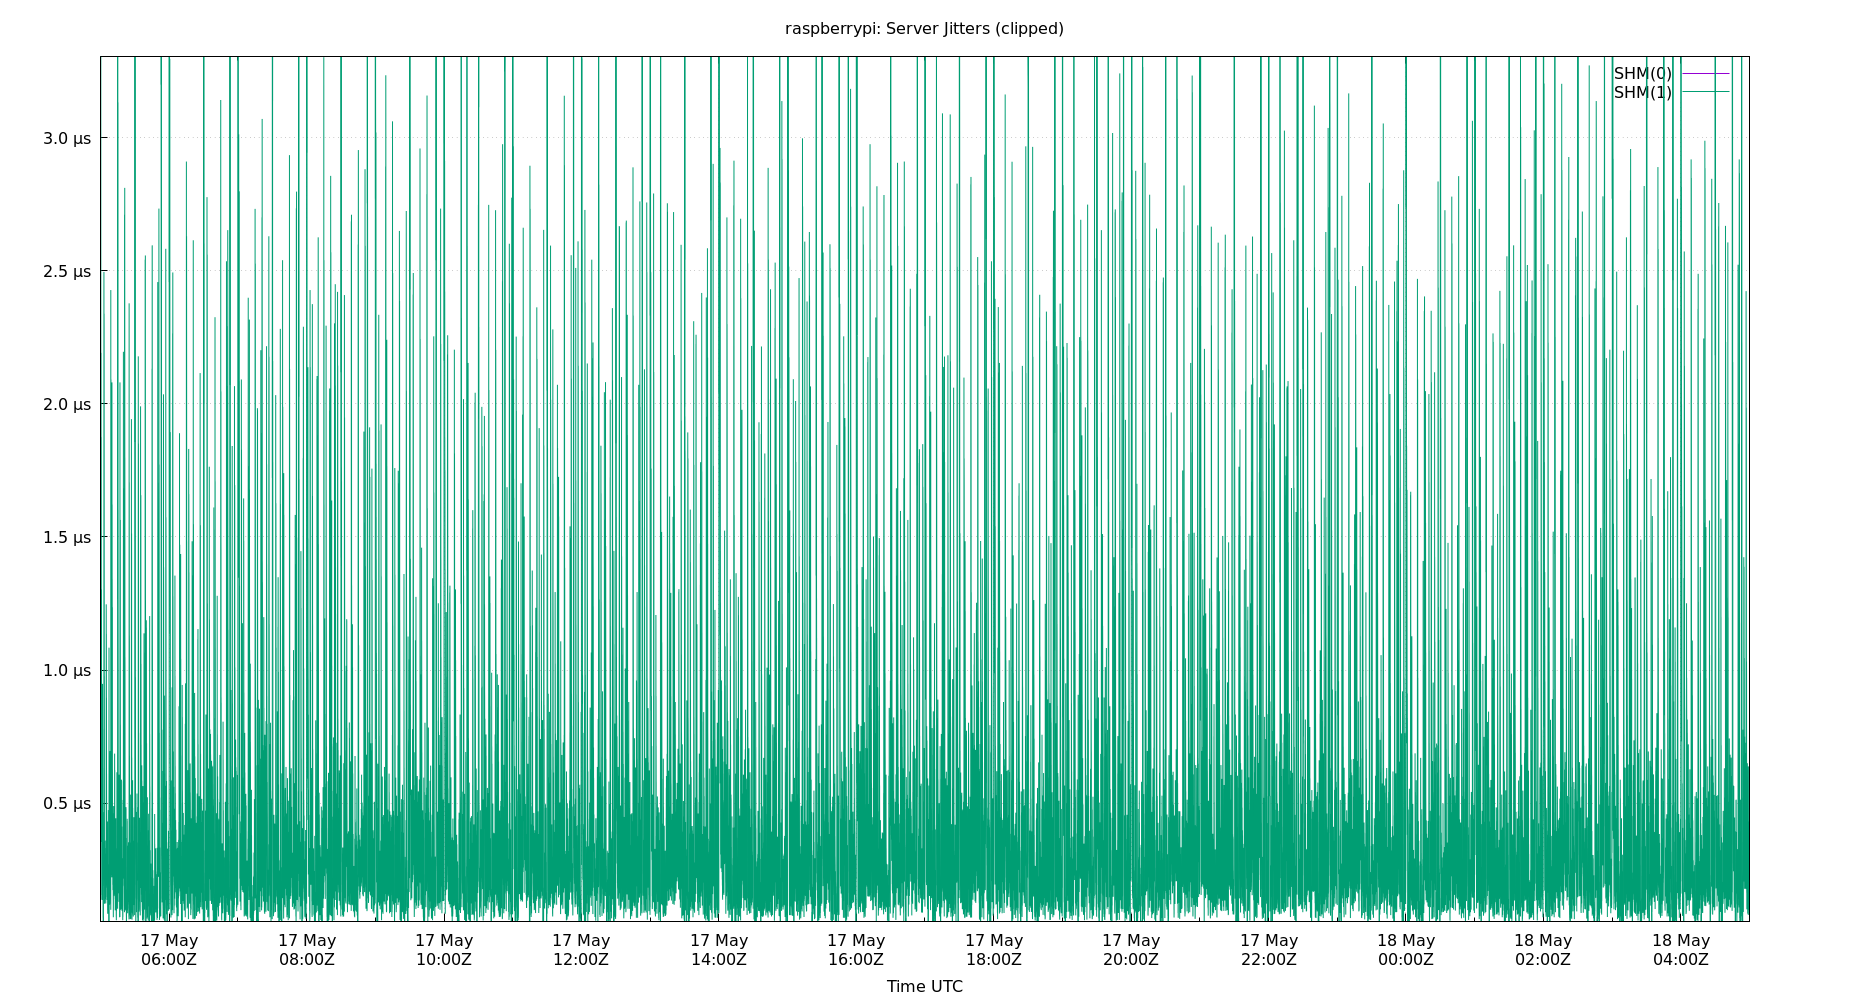 raspberrypi: Server Jitters (clipped)
SHM(0)
SHM(1)
3.0 µs
2.5 µs
2.0 µs
1.5 µs
1.0 µs
0.5 µs
17 May 17 May 17 May 17 May 17 May 17 May 17 May 17 May 17 May 18 May 18 May 18 May
06:00Z 08:00Z 10:00Z 12:00Z 14:00Z 16:00Z 18:00Z 20:00Z 22:00Z 00:00Z 02:00Z 04:00Z
Time UTC